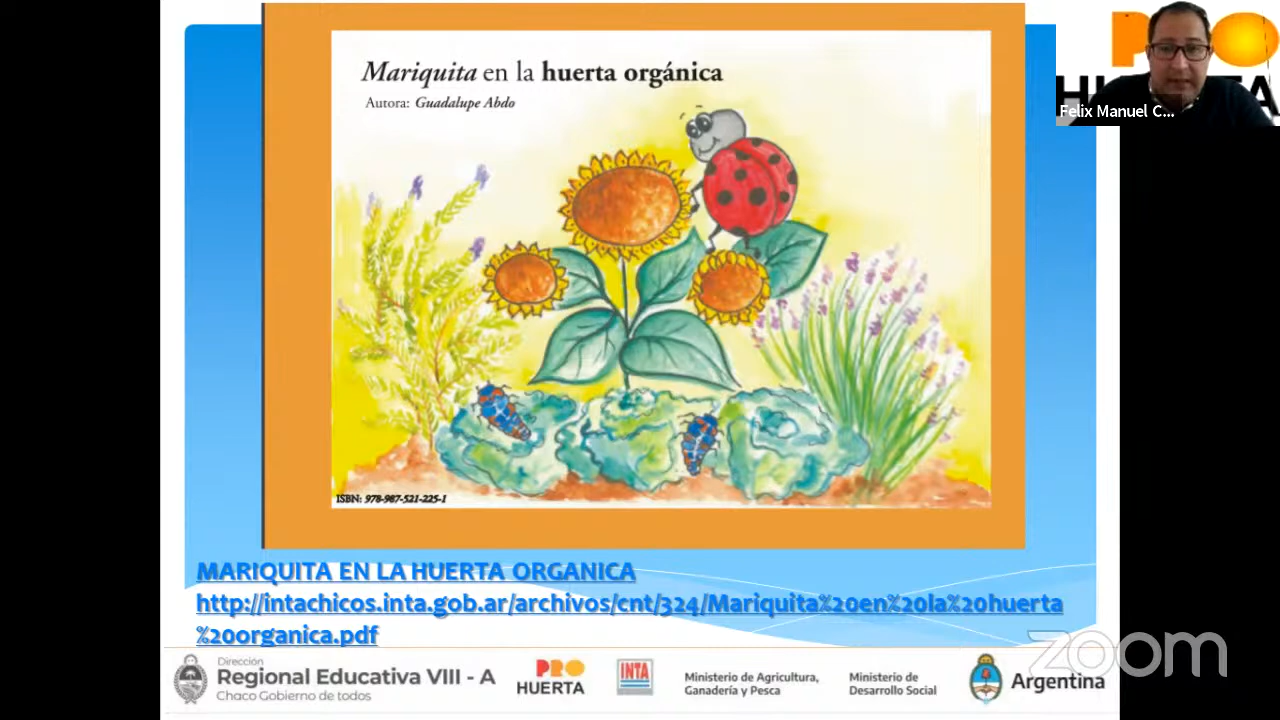 Mariquita en la huerta orgánica
Autora: Guadalupe Abdo
ISBN: 978-987-521-225-1
PRO
HUERTA
Felix Manuel C...
MARIQUITA EN LA HUERTA ORGANICA
http://intachicos.inta.gob.ar/archivos/cnt/324/Mariquita%20en%20la%20huerta
%20organica.pdf
zoom
Dirección
Regional Educativa VIII - A
Chaco Gobierno de todos
PRO
HUERTA
INTA
Ministerio de Agricultura,
Ganadería y Pesca
Ministerio de
Desarrollo Social
Argentina